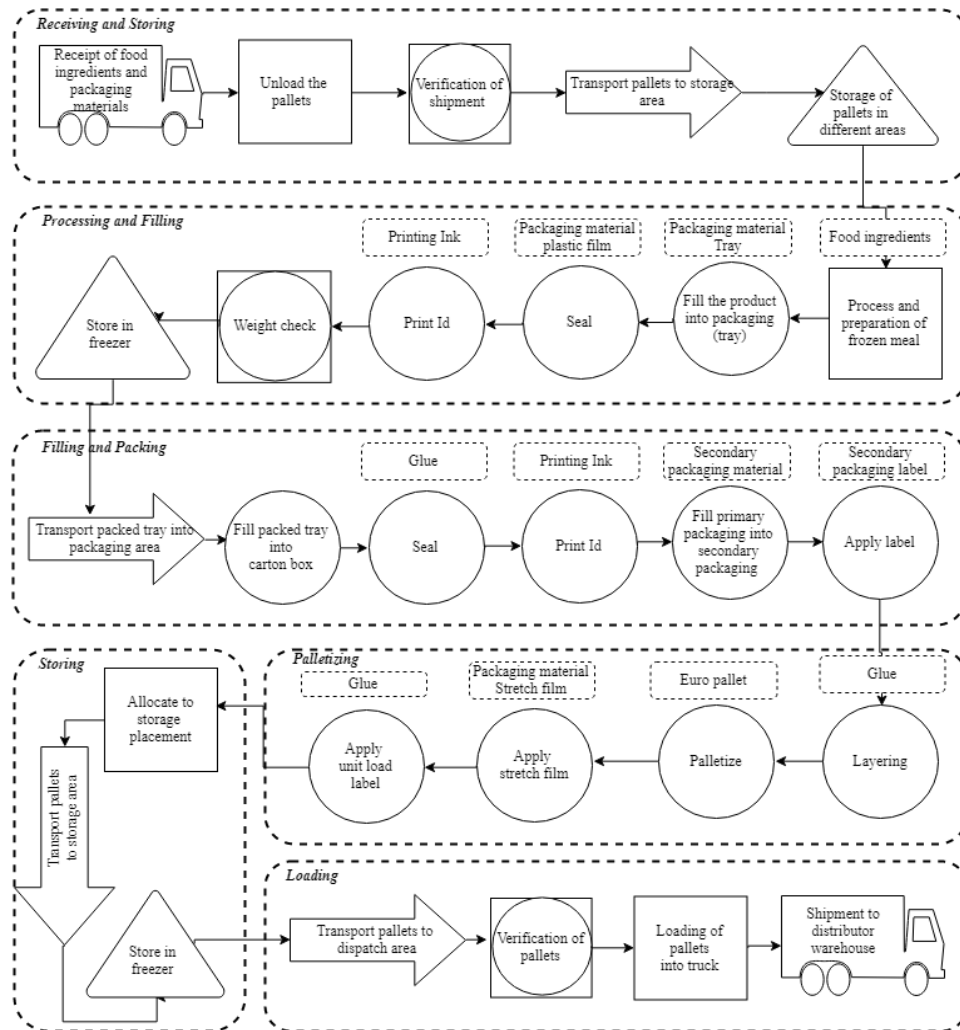 Receiving and Storing
Receipt of food
ingredients and
packaging
materials
Unload the
pallets
Verification of
shipment
Transport pallets to storage
area
Storage of
pallets in
different areas
Processing and Filling
Printing Ink
Packaging material
plastic film
Packaging material
Tray
Food ingredients
Store in
freezer
Weight check
Print Id
Seal
Fill the product
into packaging
(tray)
Process and
preparation of
frozen meal
Filling and Packing
Glue
Printing Ink
Secondary
packaging material
Secondary
packaging label
Transport packed tray into
packaging area
Fill packed tray
into
carton box
Seal
Print Id
Fill primary
packaging into
secondary
packaging
Apply label
Storing
Allocate to
storage
placement
Transport pallets
to storage area
Store in
freezer
Palletizing
Glue
Packaging material
Stretch film
Euro pallet
Glue
Apply
unit load
label
Apply
stretch film
Palletize
Layering
Loading
Transport pallets to
dispatch area
Verification of
pallets
Loading of
pallets
into truck
Shipment to
distributor
warehouse